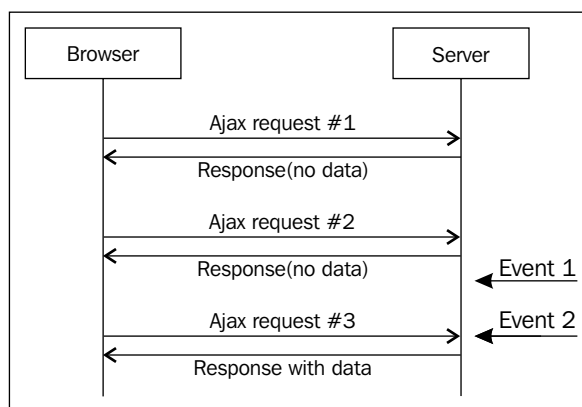 Browser
Server
Ajax request #1
Response(no data)
Ajax request #2
Response(no data)
Event 1
Ajax request #3
Event 2
Response with data